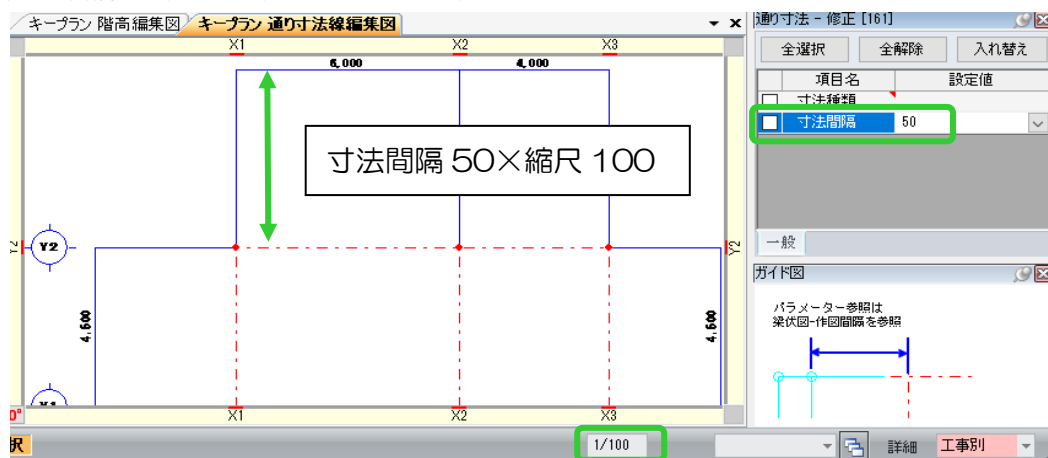 キープラン 階高編集図 キープラン 通り寸法線編集図
通り寸法 - 修正 [161]
X1 X2 X3
6,000 4,000
全選択 全解除 入れ替え
項目名 設定値
寸法種類
寸法間隔 50
寸法間隔 50×縮尺 100
Y2 Y2 Y2
一般
ガイド図
パラメーター参照は
梁伏図-作図間隔を参照
4,500 4,500
0°
X1 X2 X3
択 1/100 詳細 工事別